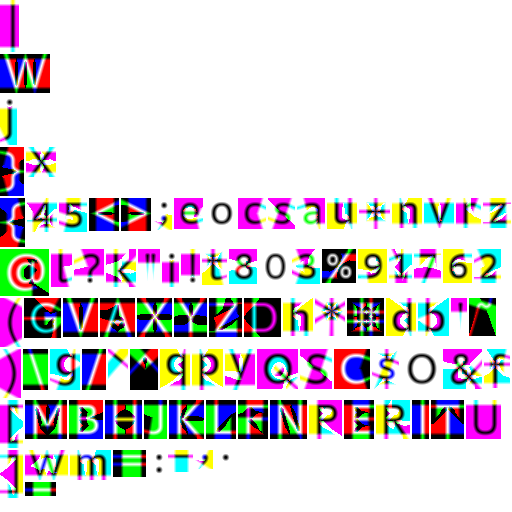 |
W
j
}x
{45<>;eocsau+nvrz
@l?k"i!t803%91762
(GVAXYZDh*#db'~
)\g/^qpyQSC$O&f
[MBHJKLFNPERITU
]wm=:-,.